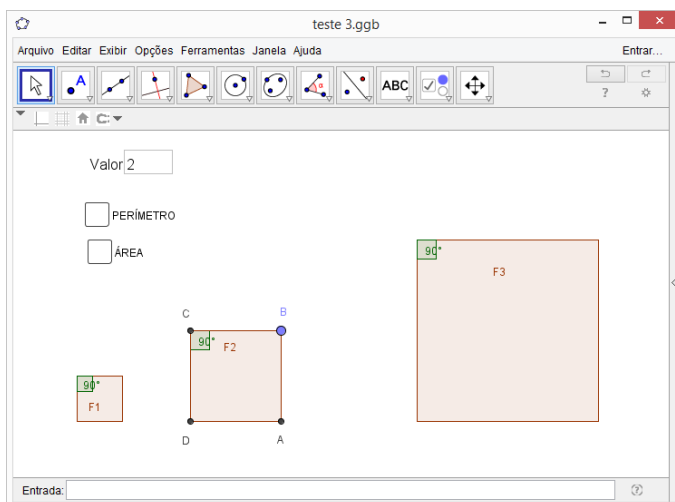 teste 3.ggb
Arquivo Editar Exibir Opções Ferramentas Janela Ajuda Entrar...
A α ABC ?
Valor 2
PERÍMETRO
ÁREA
90°
F3
C B
90° F2
90°
F1
D A
Entrada: ?